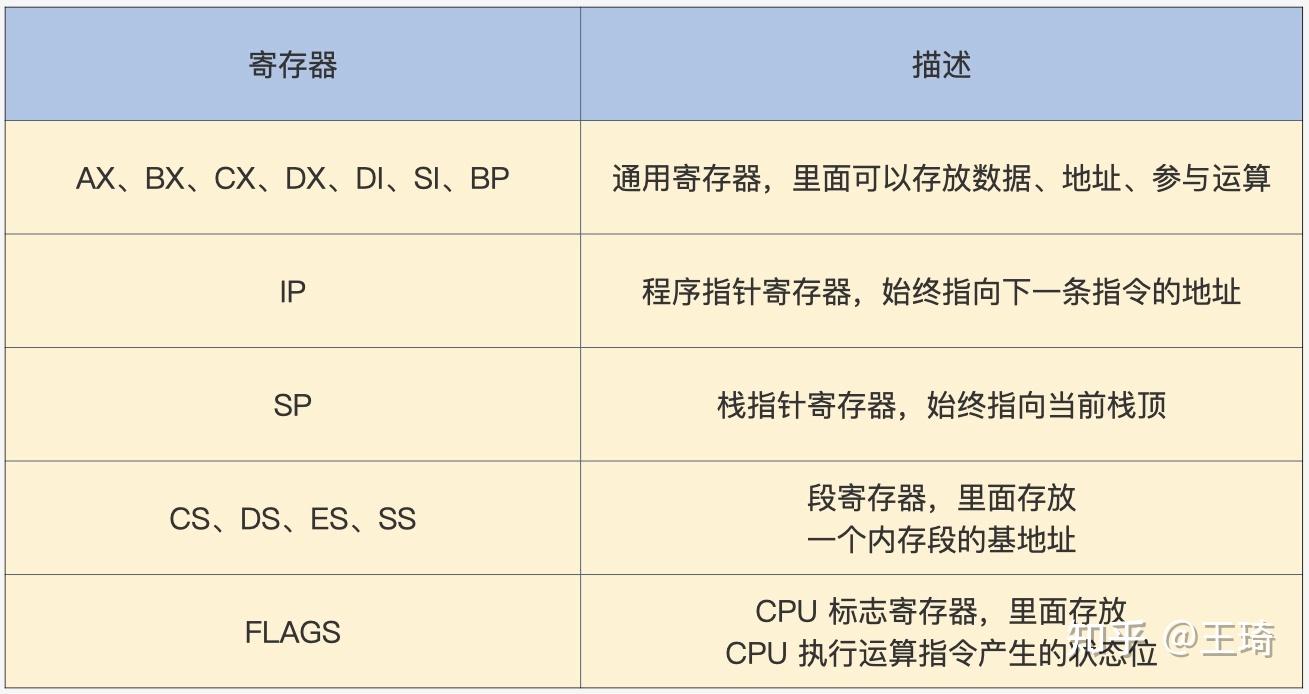 寄存器
描述
AX、BX、CX、DX、DI、SI、BP
通用寄存器，里面可以存放数据、地址、参与运算
IP
程序指针寄存器，始终指向下一条指令的地址
SP
栈指针寄存器，始终指向当前栈顶
CS、DS、ES、SS
段寄存器，里面存放
一个内存段的基地址
FLAGS
CPU 标志寄存器，里面存放
CPU 执行运算指令产生的状态位
知乎 @王琦